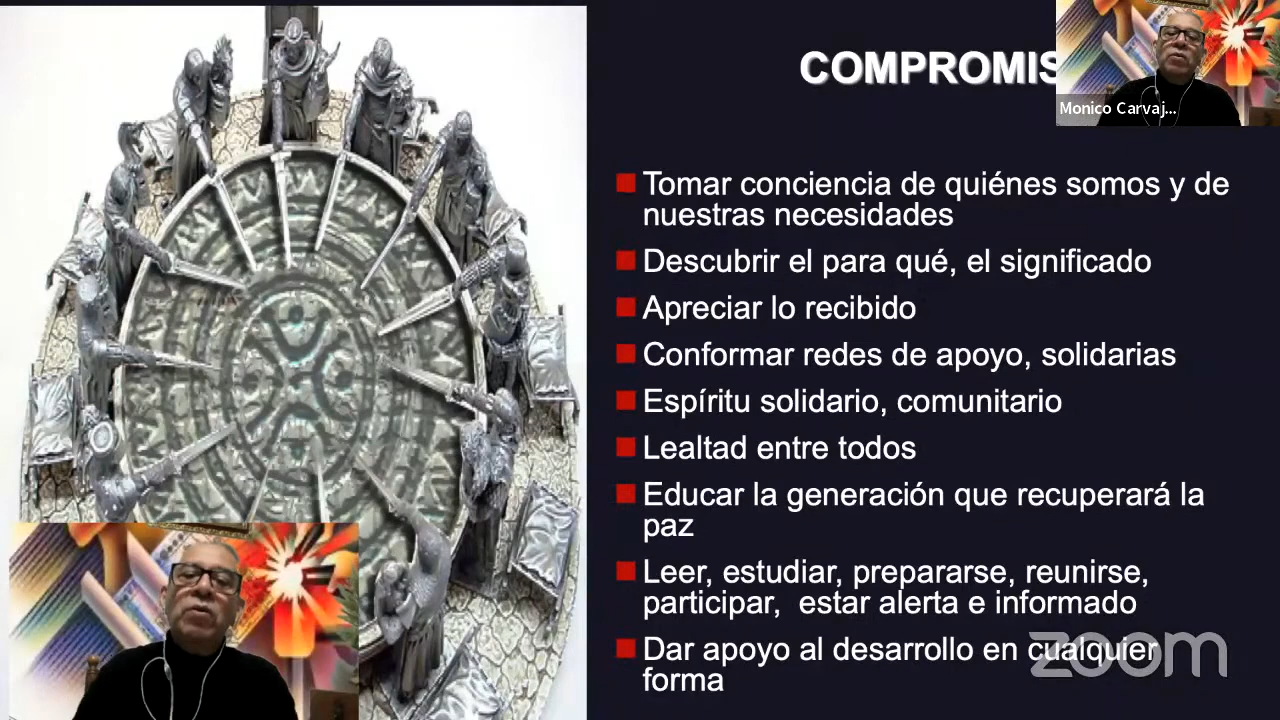 COMPROMIS
Monico Carvaj...
Tomar conciencia de quiénes somos y de
nuestras necesidades
Descubrir el para qué, el significado
Apreciar lo recibido
Conformar redes de apoyo, solidarias
Espíritu solidario, comunitario
Lealtad entre todos
Educar la generación que recuperará la
paz
Leer, estudiar, prepararse, reunirse,
participar,  estar alerta e informado
Dar apoyo al desarrollo en cualquier
forma
zoom